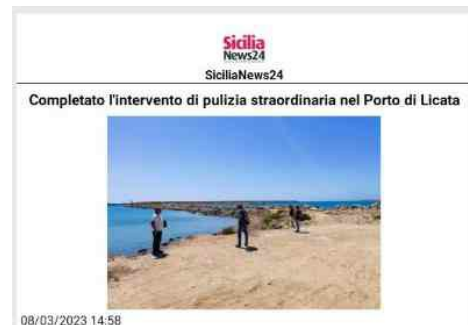 Sicilia
News24
SiciliaNews24
Completato l'intervento di pulizia straordinaria nel Porto di Licata
08/03/2023 14:58